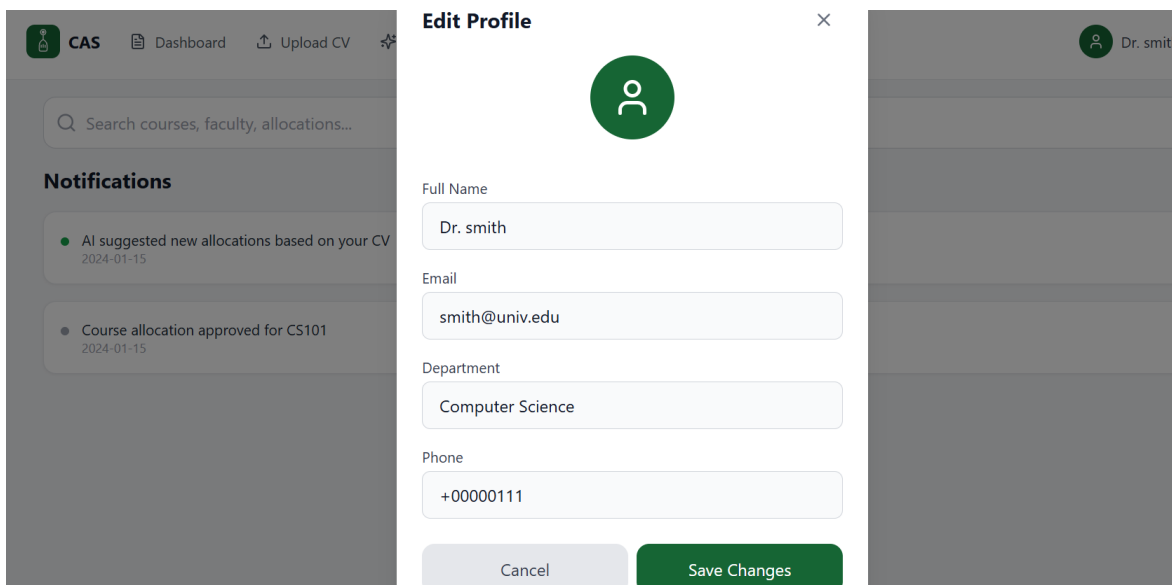 CAS
Dashboard
Upload CV
Dr. smit
Search courses, faculty, allocations...
Notifications
AI suggested new allocations based on your CV
2024-01-15
Course allocation approved for CS101
2024-01-15
Edit Profile
Full Name
Dr. smith
Email
smith@univ.edu
Department
Computer Science
Phone
+00000111
Cancel
Save Changes